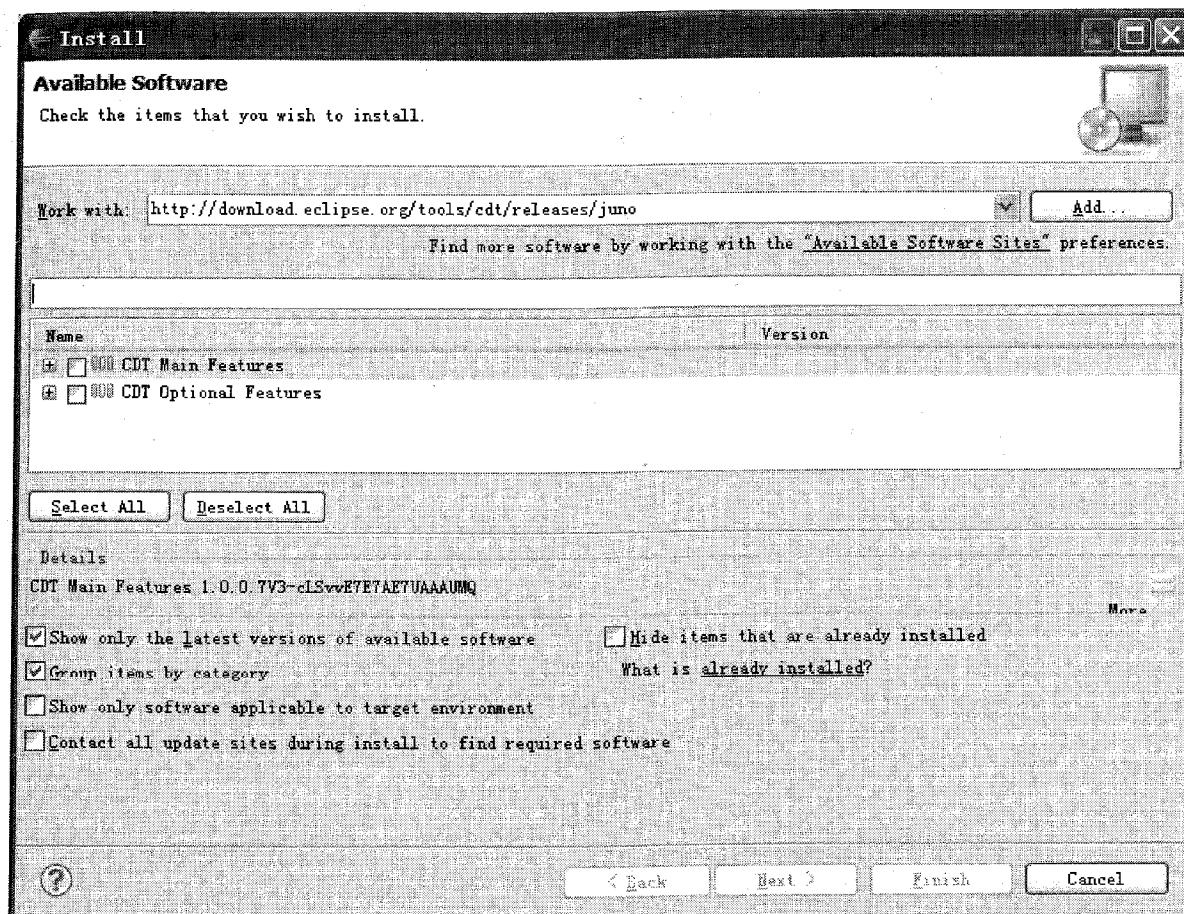 Install
Available Software
Check the items that you wish to install.
Work with: http://download.eclipse.org/tools/cdt/releases/juno Add...
Find more software by working with the "Available Software Sites" preferences.
Name Version
CDT Main Features
CDT Optional Features
Select All Deselect All
Details
CDT Main Features 1.0.0.7V3-cLSvvE7E7AE7UAAAUMQ
More
Show only the latest versions of available software Hide items that are already installed
Group items by category What is already installed?
Show only software applicable to target environment
Contact all update sites during install to find required software
? < Back Next > Finish Cancel